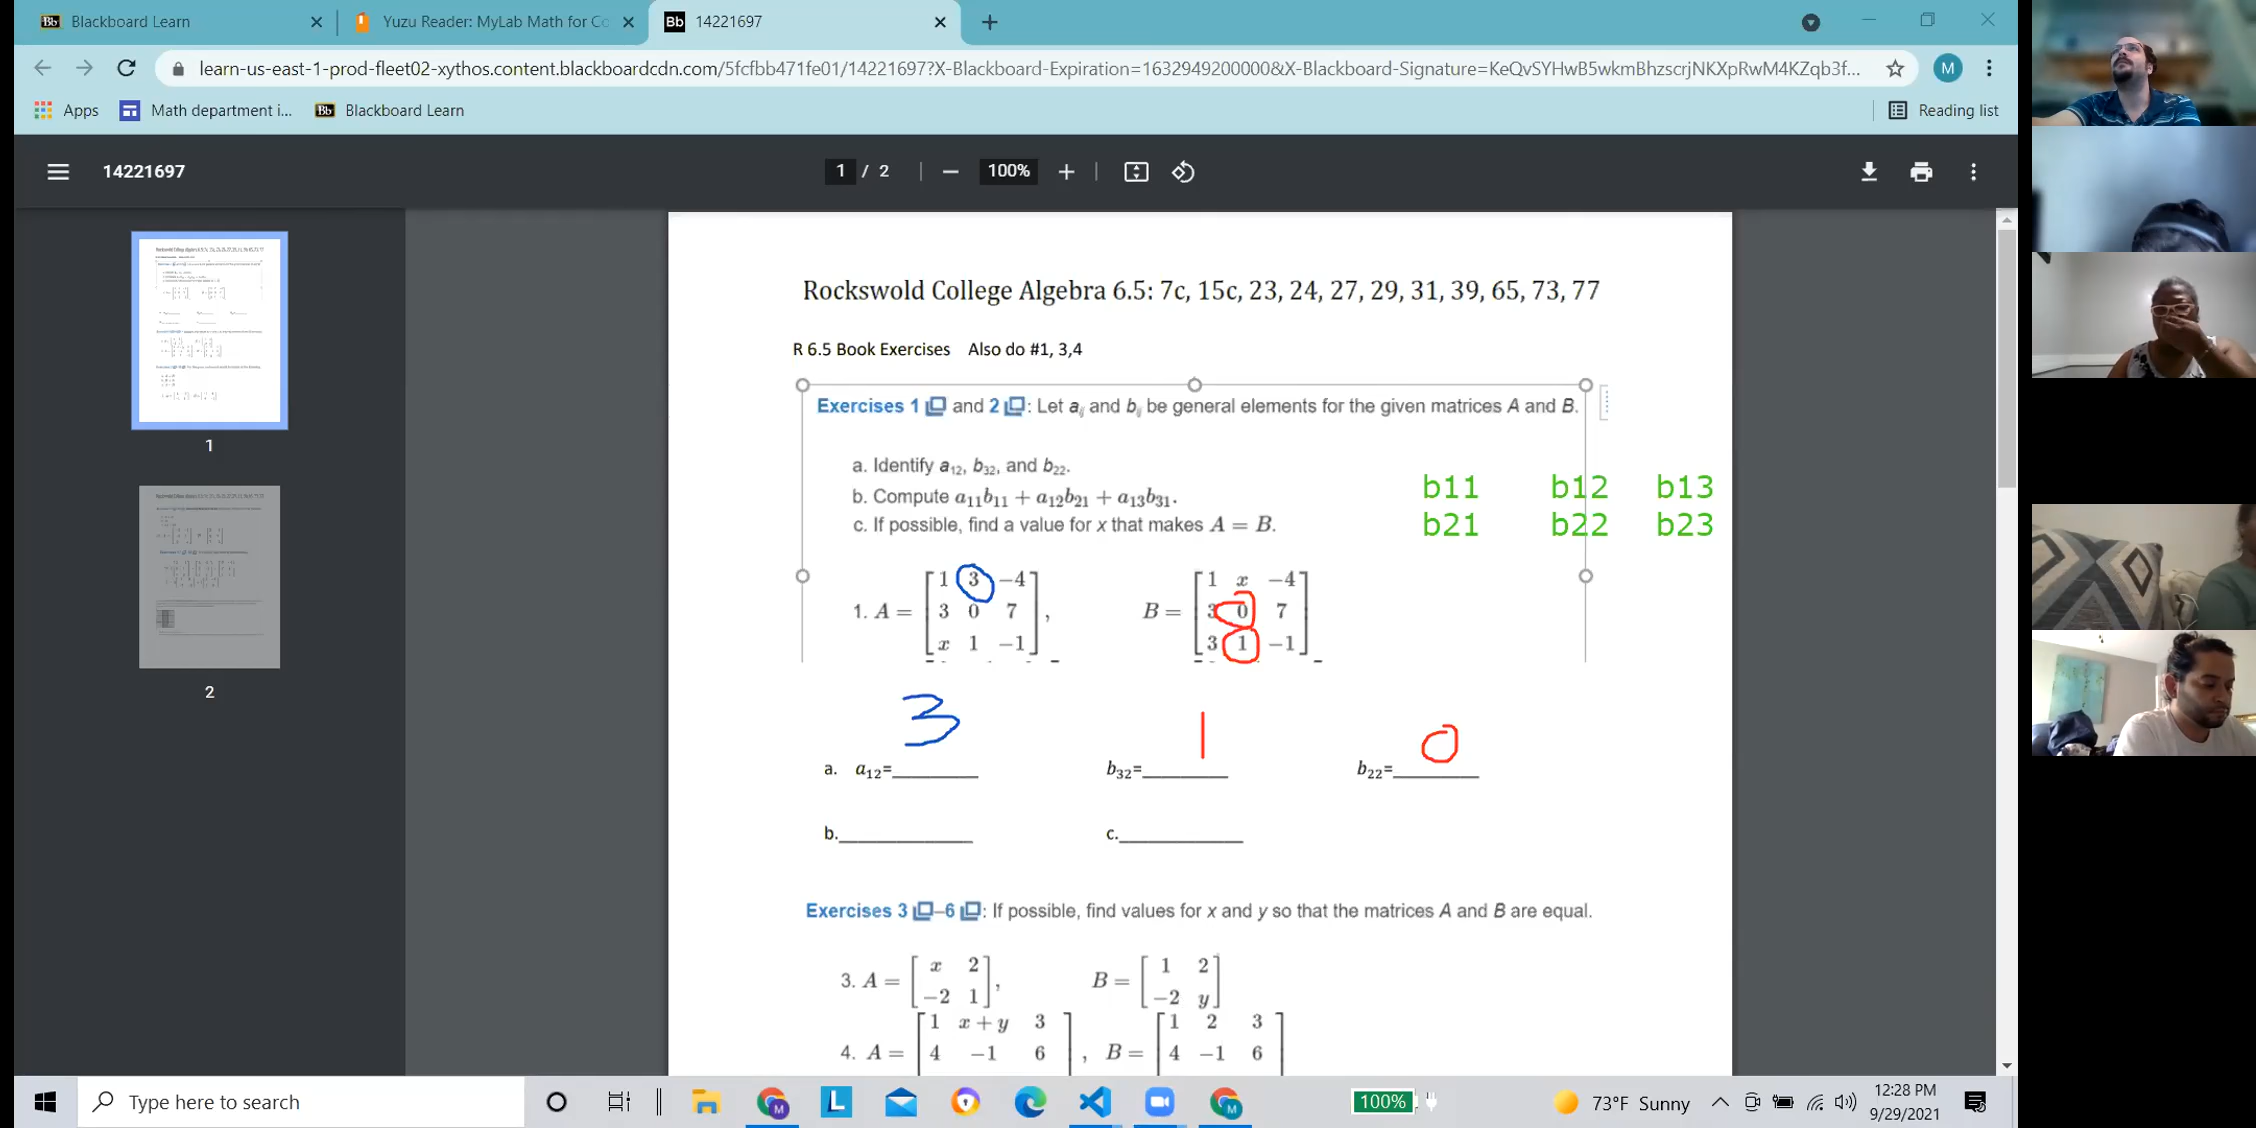 Blackboard Learn
Yuzu Reader: MyLab Math for Co
14221697
learn-us-east-1-prod-fleet02-xythos.content.blackboardcdn.com/5fcfbb471fe01/14221697?X-Blackboard-Expiration=1632949200000&X-Blackboard-Signature=KeQvSYHwB5wkmBhzscrjNKXpRwM4KZqb3f...
M
Apps
Math department i...
Blackboard Learn
Reading list
14221697
1 / 2
100%
Rockswold College Algebra 6.5: 7c, 15c, 23, 24, 27, 29, 31, 39, 65, 73, 77
R 6.5 Book Exercises Also do #1, 3,4
Exercises 1 and 2 : Let aᵢⱼ and bᵢⱼ be general elements for the given matrices A and B.
a. Identify a₁₂, b₃₂, and b₂₂.
b. Compute a₁₁b₁₁ + a₁₂b₂₁ + a₁₃b₃₁.
c. If possible, find a value for x that makes A = B.
b11 b12 b13
b21 b22 b23
1 3 −4 1 x −4
1. A = 3 0 7 , B = 3 0 7
x 1 −1 3 1 −1
3 1 0
a. a₁₂=________ b₃₂=________ b₂₂=________
b.____________ c.____________
Exercises 3 –6 : If possible, find values for x and y so that the matrices A and B are equal.
x 2 1 2
3. A = , B =
−2 1 −2 y
1 x + y 3 1 2 3
4. A = 4 −1 6 , B = 4 −1 6
1
2
Type here to search
100%
73°F Sunny
12:28 PM
9/29/2021